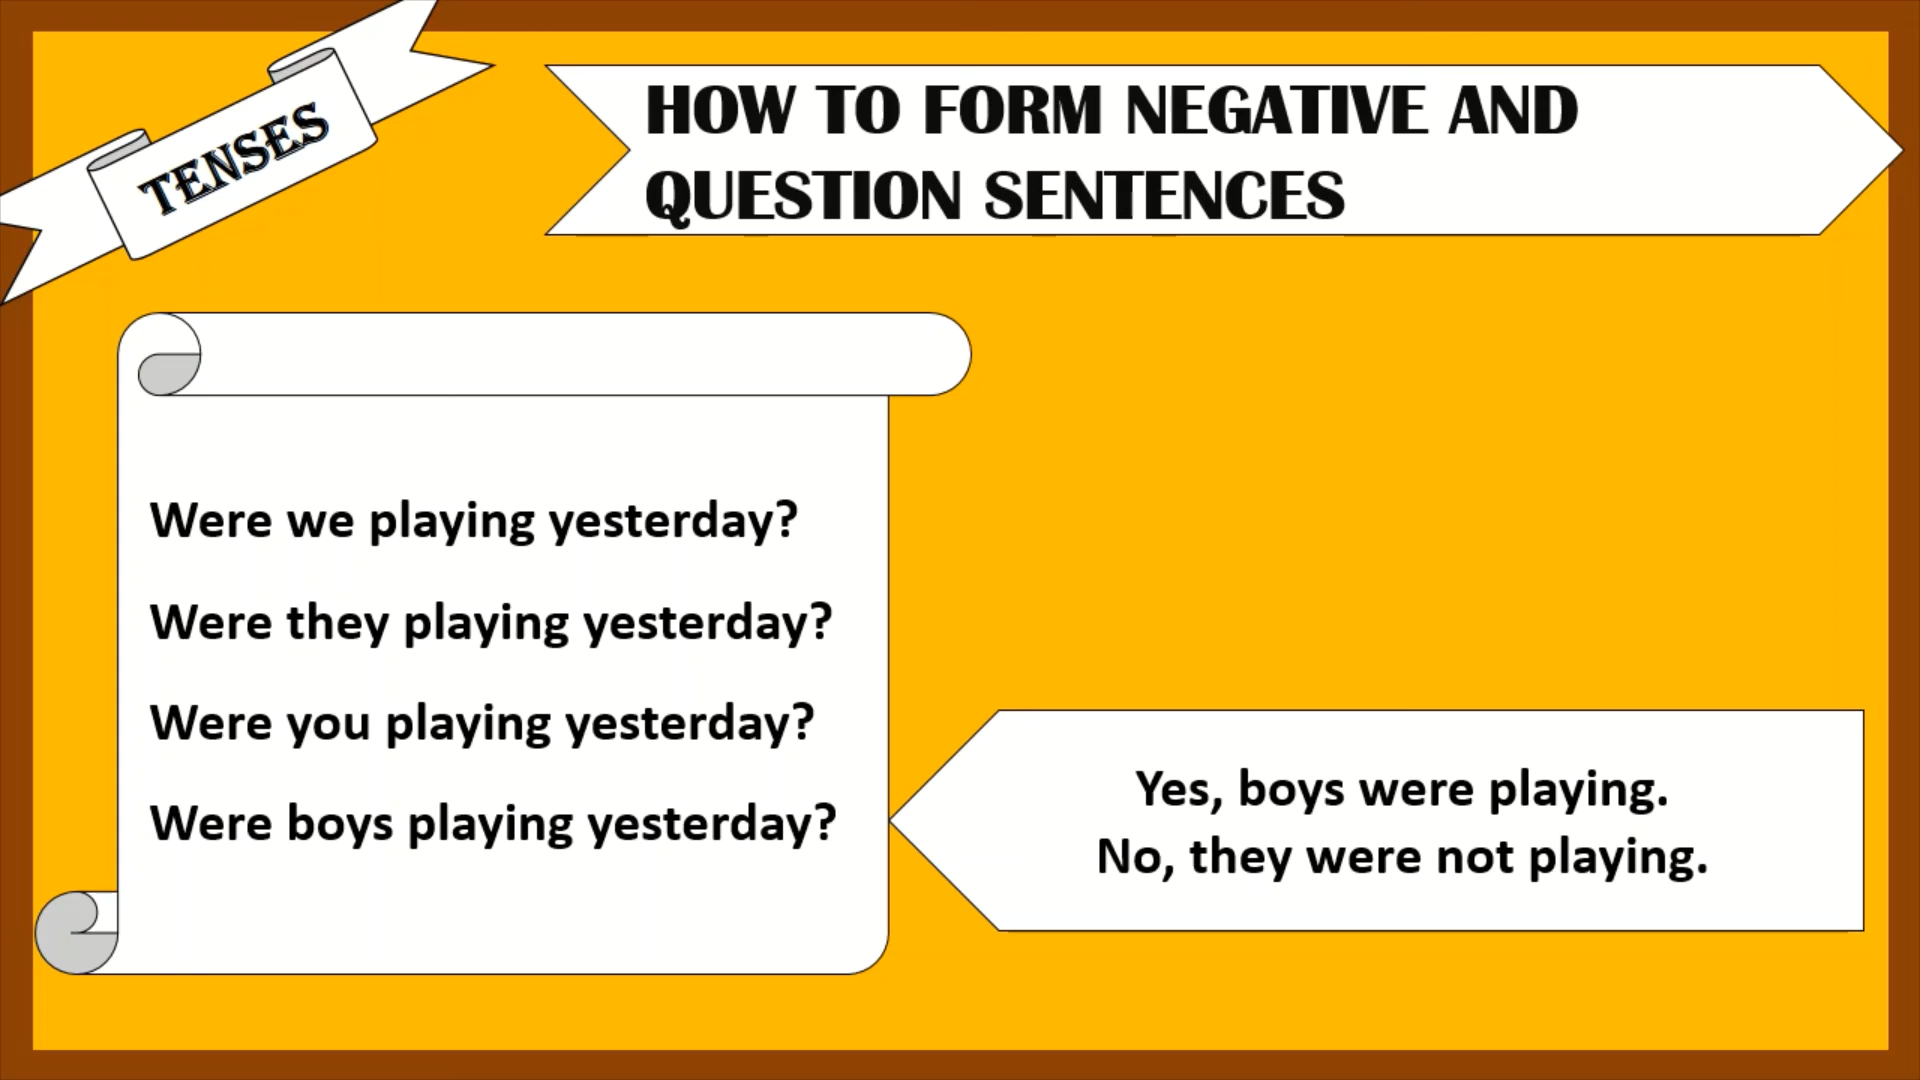 TENSES
HOW TO FORM NEGATIVE AND
QUESTION SENTENCES
Were we playing yesterday?
Were they playing yesterday?
Were you playing yesterday?
Were boys playing yesterday?
Yes, boys were playing.
No, they were not playing.